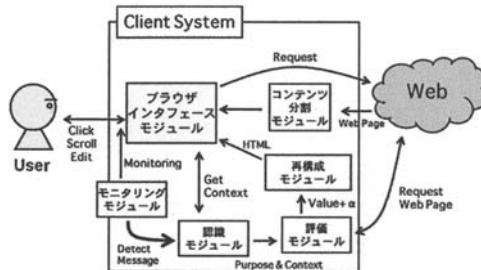 Client System
Request
ブラウザ
インタフェース
モジュール
コンテンツ
分割
モジュール
Web
Web Page
Click
Scroll
Edit
User
Monitoring
HTML
再構成
モジュール
Get
Context
モニタリング
モジュール
Value+ α
Request
Web Page
認識
モジュール
評価
モジュール
Detect
Message
Purpose & Context